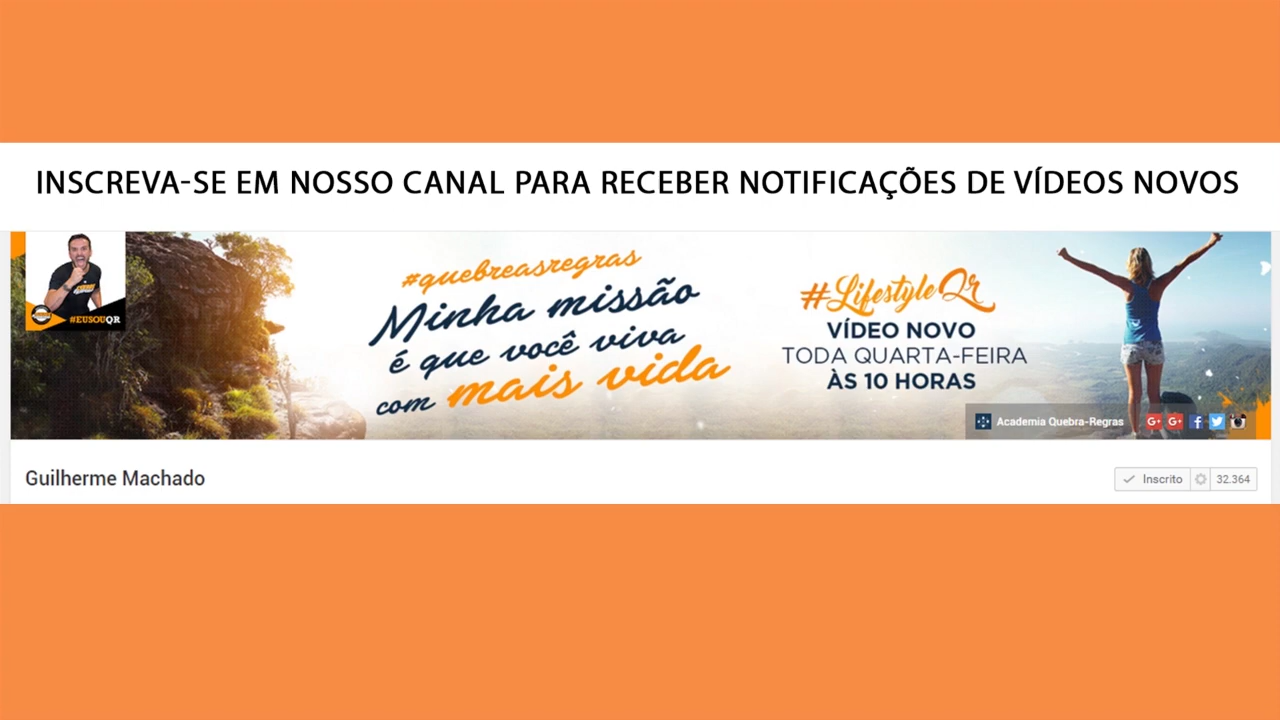 INSCREVA-SE EM NOSSO CANAL PARA RECEBER NOTIFICAÇÕES DE VÍDEOS NOVOS
#EUSOUQR
#quebreasregras
Minha missão
é que você viva
com mais vida
#LifestyleQr
VÍDEO NOVO
TODA QUARTA-FEIRA
ÀS 10 HORAS
Academia Quebra-Regras
Guilherme Machado
Inscrito 32.364